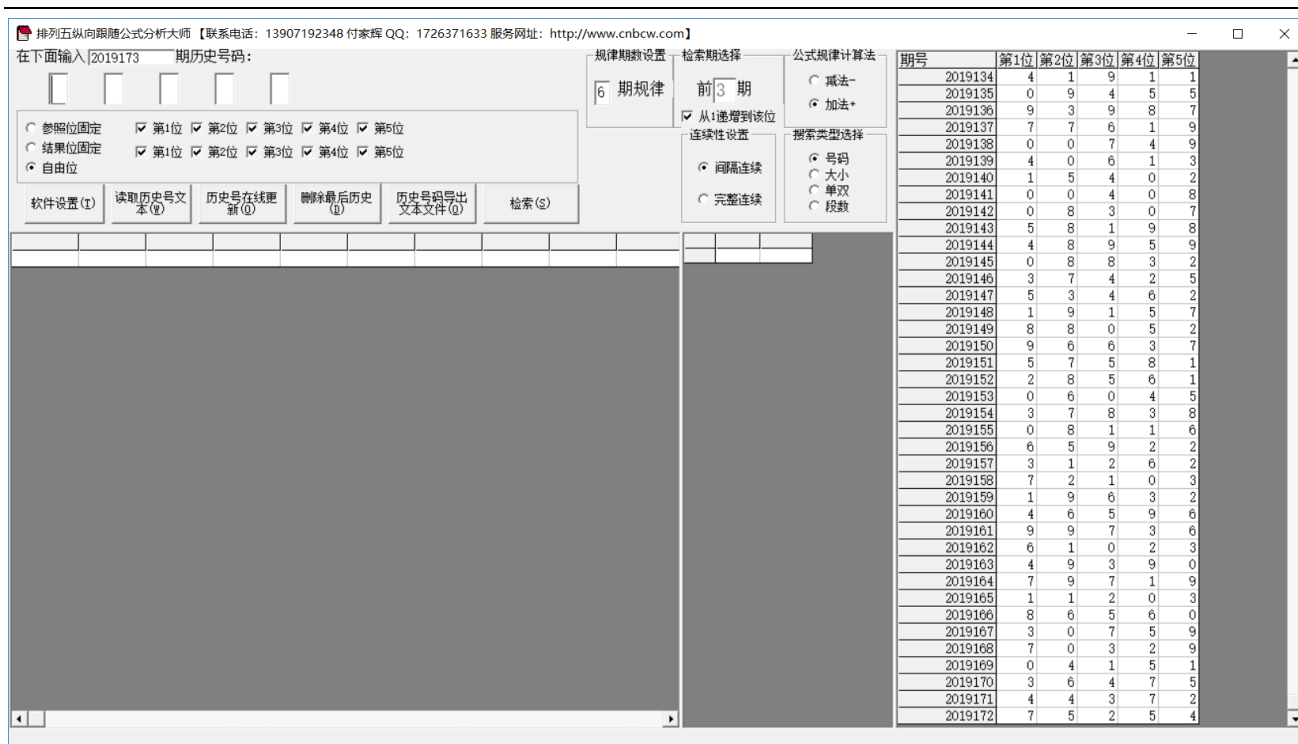 排列五纵向跟随公式分析大师 【联系电话：13907192348 付家辉 QQ：1726371633 服务网址：http://www.cnbcw.com】
在下面输入 2019173 期历史号码：
参照位固定 第1位 第2位 第3位 第4位 第5位
结果位固定 第1位 第2位 第3位 第4位 第5位
自由位
软件设置(I) 读取历史号文本(W) 历史号在线更新(O) 删除最后历史(D) 历史号码导出文本文件(O) 检索(S)
规律期数设置
6 期规律
检索期选择
前 3 期
从1递增到该位
公式规律计算法
减法-
加法+
连续性设置
间隔连续
完整连续
搜索类型选择
号码
大小
单双
段数
期号 第1位 第2位 第3位 第4位 第5位
2019134 4 1 9 1 1
2019135 0 9 4 5 5
2019136 9 3 9 8 7
2019137 7 7 6 1 9
2019138 0 0 7 4 9
2019139 4 0 6 1 3
2019140 1 5 4 0 2
2019141 0 0 4 0 8
2019142 0 8 3 0 7
2019143 5 8 1 9 8
2019144 4 8 9 5 9
2019145 0 8 8 3 2
2019146 3 7 4 2 5
2019147 5 3 4 6 2
2019148 1 9 1 5 7
2019149 8 8 0 5 2
2019150 9 6 6 3 7
2019151 5 7 5 8 1
2019152 2 8 5 6 1
2019153 0 6 0 4 5
2019154 3 7 8 3 8
2019155 0 8 1 1 6
2019156 6 5 9 2 2
2019157 3 1 2 6 2
2019158 7 2 1 0 3
2019159 1 9 6 3 2
2019160 4 6 5 9 6
2019161 9 9 7 3 6
2019162 6 1 0 2 3
2019163 4 9 3 9 0
2019164 7 9 7 1 9
2019165 1 1 2 0 3
2019166 8 6 5 6 0
2019167 3 0 7 5 9
2019168 7 0 3 2 9
2019169 0 4 1 5 1
2019170 3 6 4 7 5
2019171 4 4 3 7 2
2019172 7 5 2 5 4